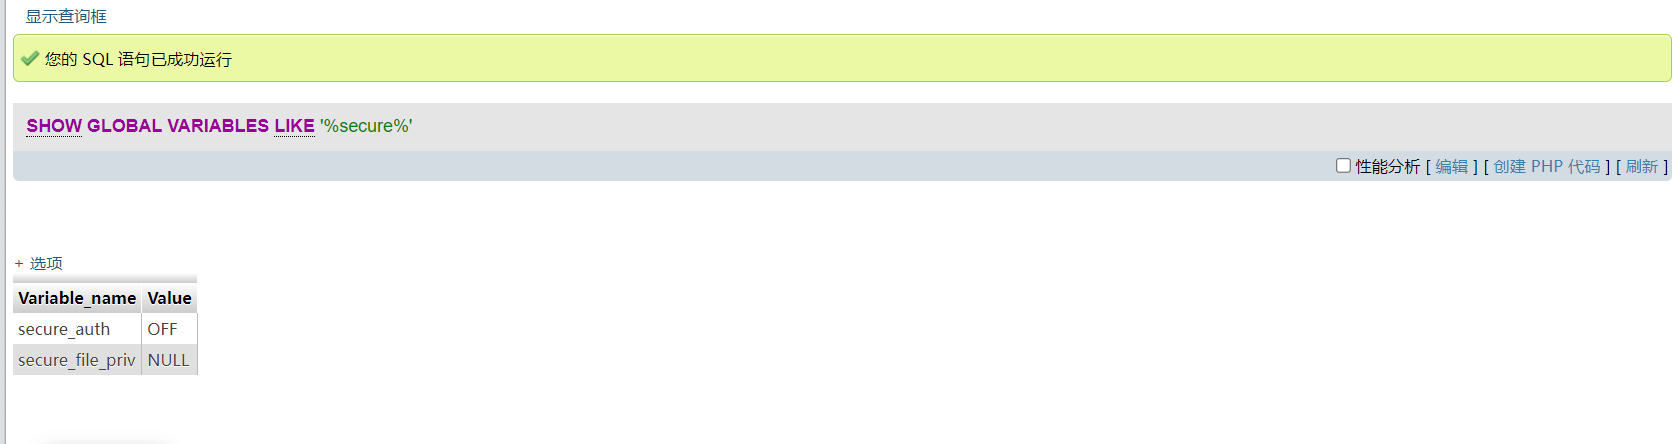 显示查询框
您的 SQL 语句已成功运行
SHOW GLOBAL VARIABLES LIKE '%secure%'
性能分析 [ 编辑 ] [ 创建 PHP 代码 ] [ 刷新 ]
+ 选项
Variable_name Value
secure_auth OFF
secure_file_priv NULL